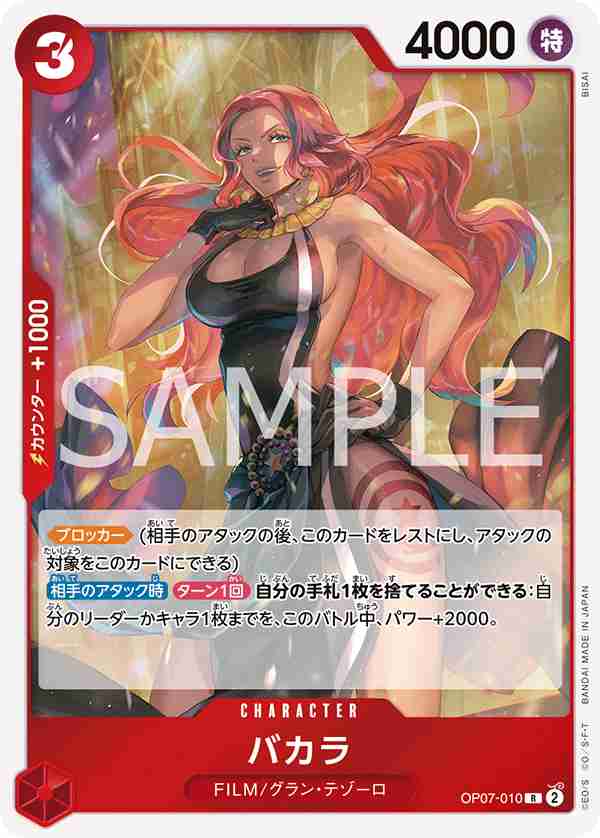 3
4000
特
BISAI
カウンター +1000
SAMPLE
ブロッカー (相手のアタックの後、このカードをレストにし、アタックの
対象をこのカードにできる)
相手のアタック時 ターン1回 自分の手札1枚を捨てることができる:自
分のリーダーかキャラ1枚までを、このバトル中、パワー+2000。
CHARACTER
バカラ
FILM/グラン・テゾーロ
OP07-010 R 2
©E.O/S ©O/S・F・T BANDAI MADE IN JAPAN